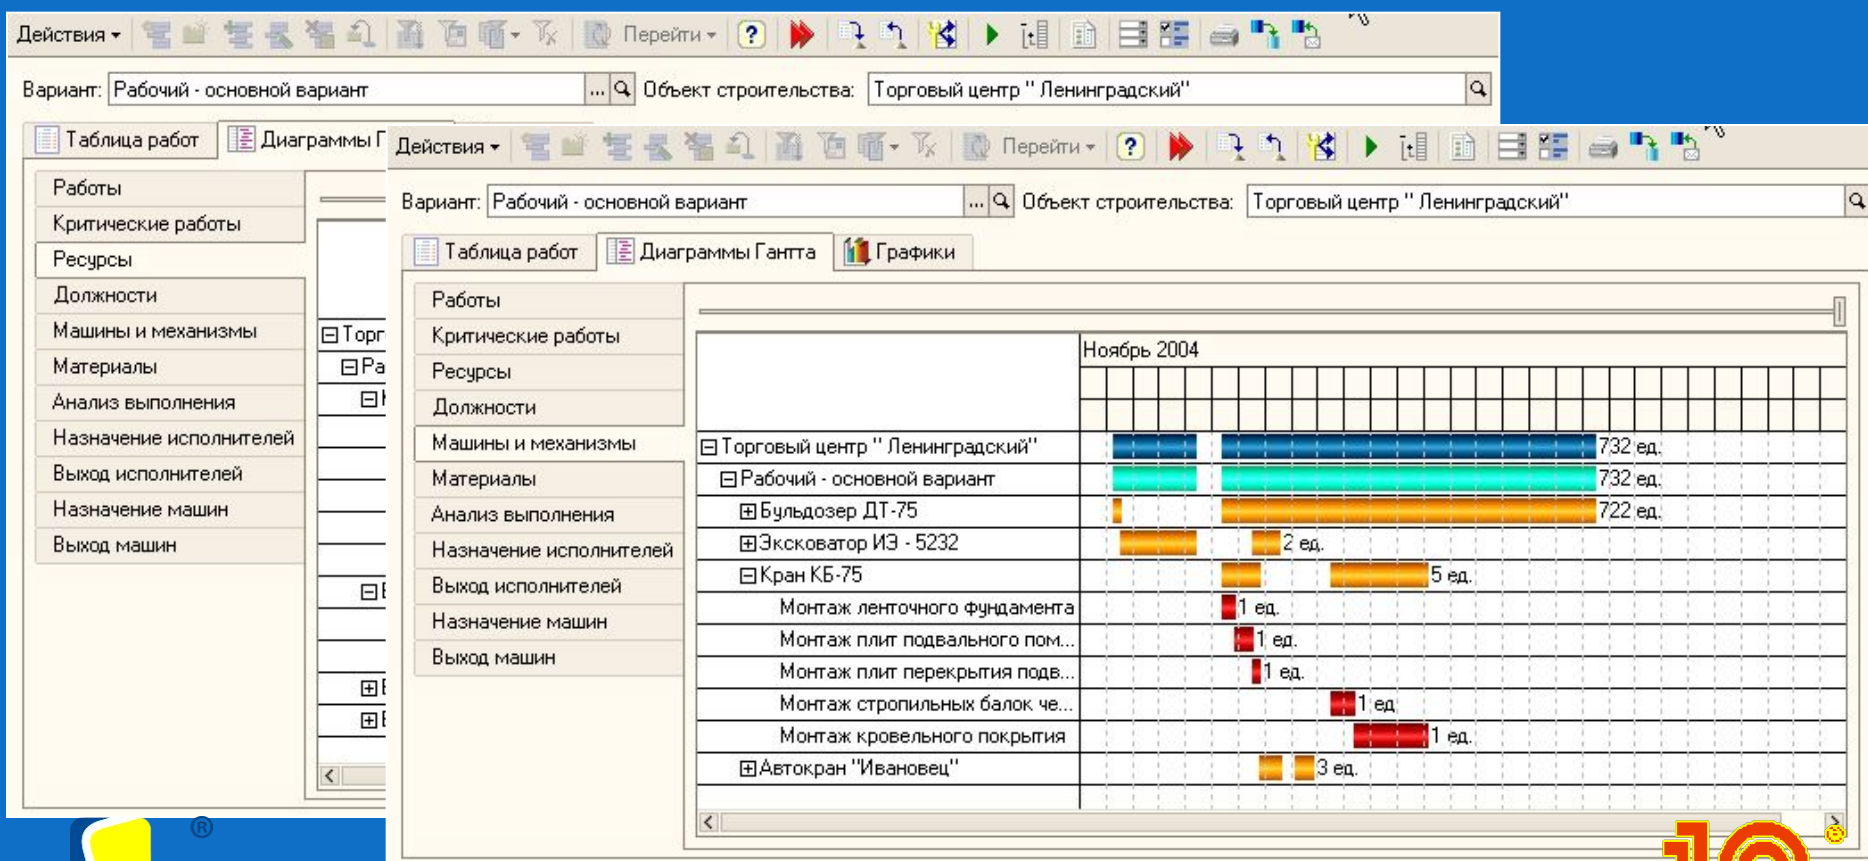 Действия Перейти
Вариант: Рабочий - основной вариант ... Объект строительства: Торговый центр " Ленинградский"
Таблица работ Диаграммы Г
Работы
Критические работы
Ресурсы
Должности
Машины и механизмы
Материалы
Анализ выполнения
Назначение исполнителей
Выход исполнителей
Назначение машин
Выход машин
Торг
Ра
Действия Перейти
Вариант: Рабочий - основной вариант ... Объект строительства: Торговый центр " Ленинградский"
Таблица работ Диаграммы Гантта Графики
Работы
Критические работы
Ресурсы
Должности
Машины и механизмы
Материалы
Анализ выполнения
Назначение исполнителей
Выход исполнителей
Назначение машин
Выход машин
Ноябрь 2004
Торговый центр " Ленинградский" 732 ед.
Рабочий - основной вариант 732 ед.
Бульдозер ДТ-75 722 ед.
Эксковатор ИЭ - 5232 2 ед.
Кран КБ-75 5 ед.
Монтаж ленточного фундамента 1 ед.
Монтаж плит подвального пом... 1 ед.
Монтаж плит перекрытия подв... 1 ед.
Монтаж стропильных балок че... 1 ед
Монтаж кровельного покрытия 1 ед.
Автокран "Ивановец" 3 ед.
®